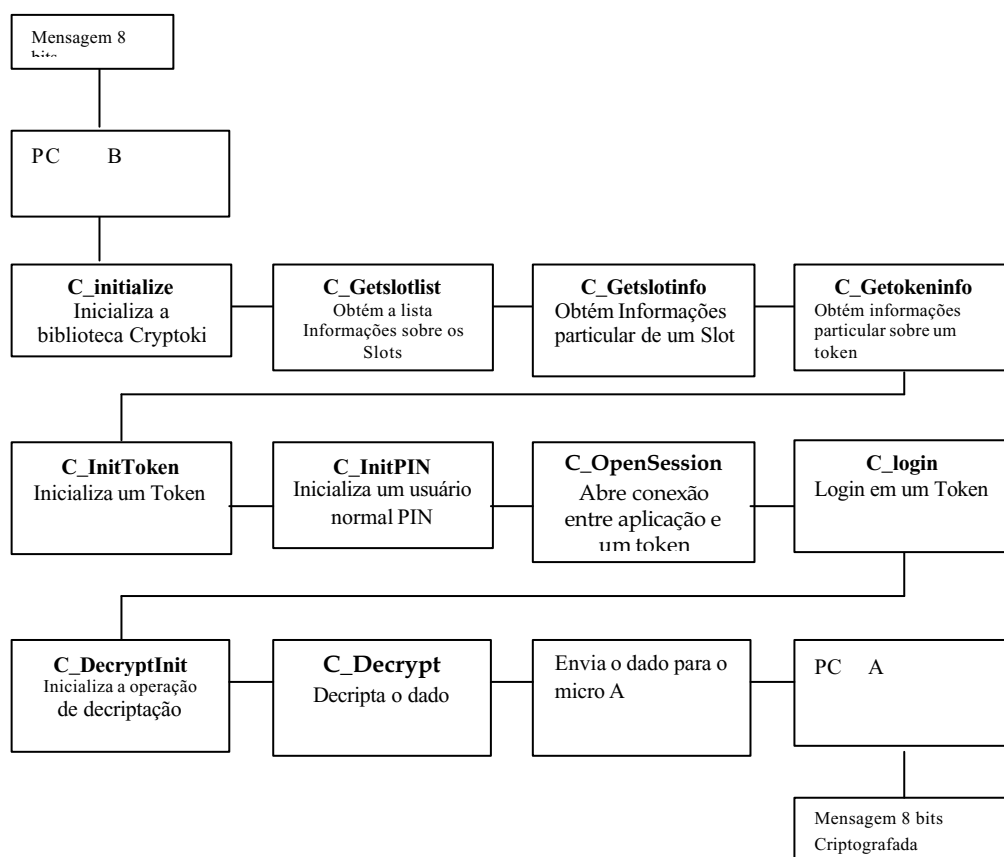 Mensagem 8
bits
PC B
C_initialize
Inicializa a
biblioteca Cryptoki
C_Getslotlist
Obtém a lista
Informações sobre os
Slots
C_Getslotinfo
Obtém Informações
particular de um Slot
C_Getokeninfo
Obtém informações
particular sobre um
token
C_InitToken
Inicializa um Token
C_InitPIN
Inicializa um usuário
normal PIN
C_OpenSession
Abre conexão
entre aplicação e
um token
C_login
Login em um Token
C_DecryptInit
Inicializa a operação
de decriptação
C_Decrypt
Decripta o dado
Envia o dado para o
micro A
PC A
Mensagem 8 bits
Criptografada